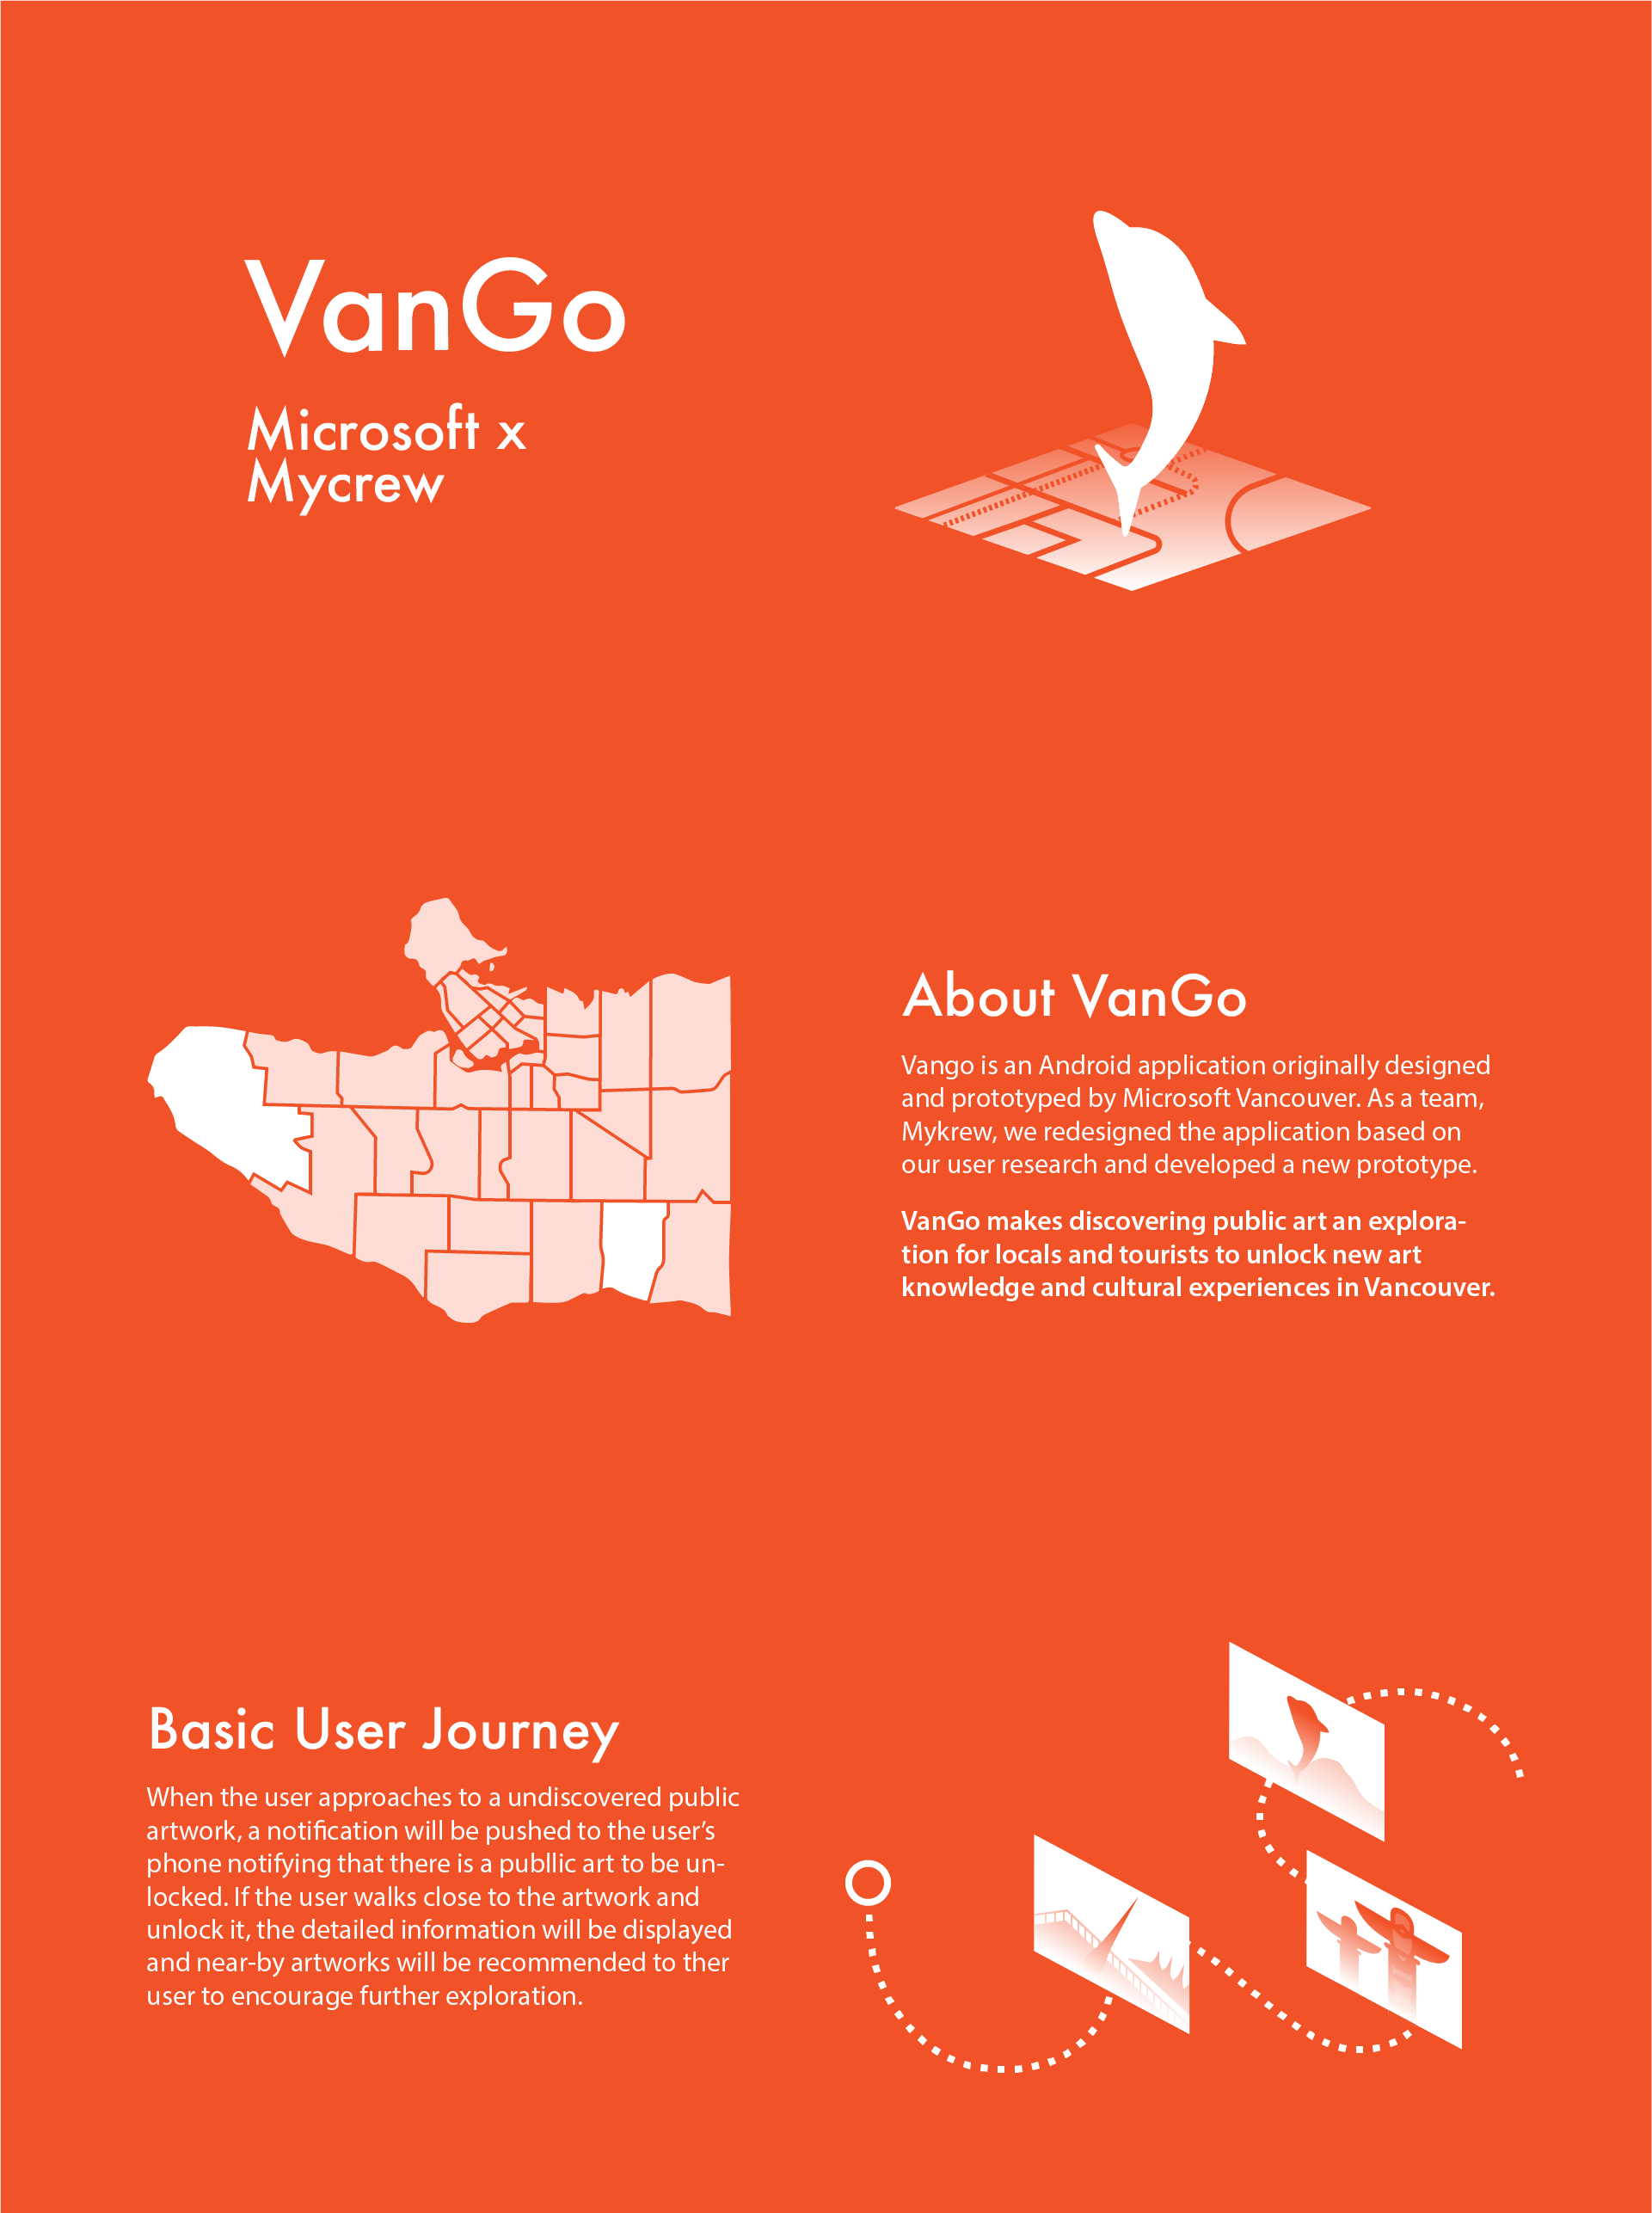 VanGo
Microsoft x
Mycrew
About VanGo
Vango is an Android application originally designed
and prototyped by Microsoft Vancouver. As a team,
Mykrew, we redesigned the application based on
our user research and developed a new prototype.
VanGo makes discovering public art an explora-
tion for locals and tourists to unlock new art
knowledge and cultural experiences in Vancouver.
Basic User Journey
When the user approaches to a undiscovered public
artwork, a notification will be pushed to the user’s
phone notifying that there is a publlic art to be un-
locked. If the user walks close to the artwork and
unlock it, the detailed information will be displayed
and near-by artworks will be recommended to ther
user to encourage further exploration.